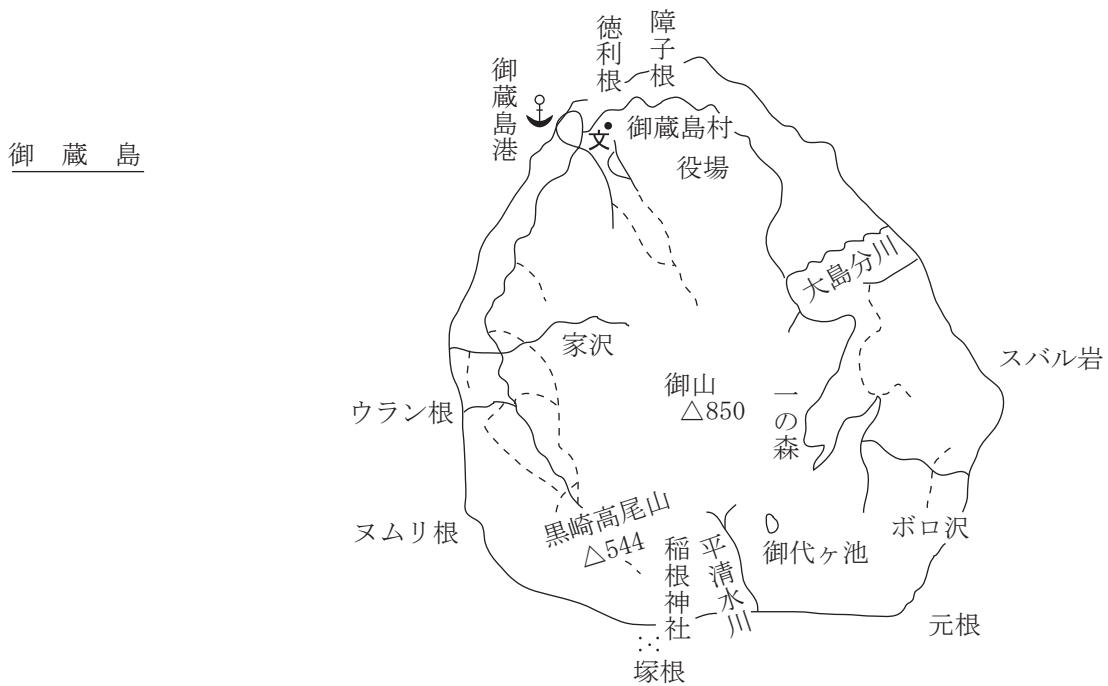 御蔵島
障子根
徳利根
御蔵島港
文
御蔵島村
役場
大島分川
スバル岩
家沢
御山
△850
一の森
ウラン根
黒崎高尾山
△544
ヌムリ根
稲根神社
平清水川
御代ヶ池
ボロ沢
元根
塚根